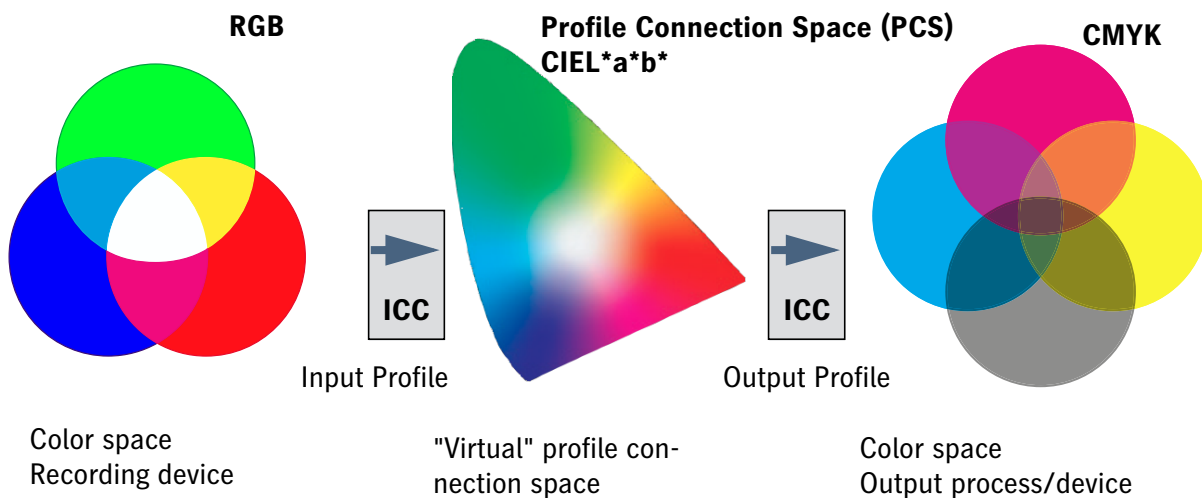 RGB
Profile Connection Space (PCS)
CIEL*a*b*
CMYK
ICC
ICC
Input Profile
Output Profile
Color space
Recording device
"Virtual" profile con-
nection space
Color space
Output process/device